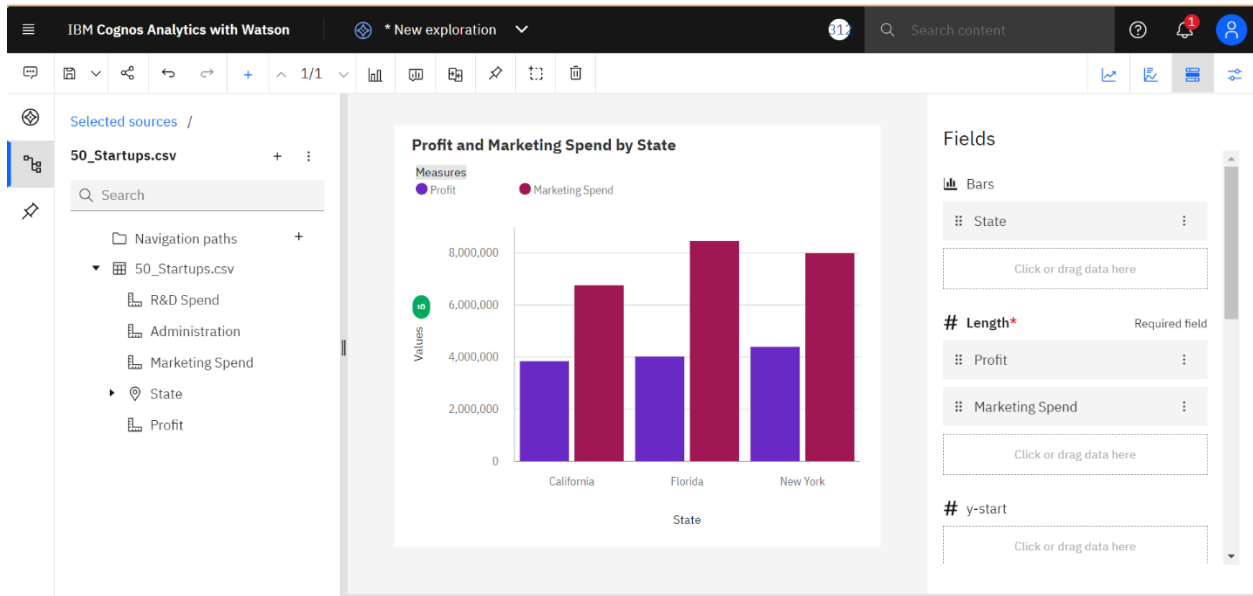 IBM Cognos Analytics with Watson
* New exploration
312
Search content
1
1/1
Selected sources /
50_Startups.csv
Search
Navigation paths
50_Startups.csv
R&D Spend
Administration
Marketing Spend
State
Profit
Profit and Marketing Spend by State
Measures
Profit
Marketing Spend
8,000,000
6,000,000
4,000,000
2,000,000
0
Values
California
Florida
New York
State
Fields
Bars
State
Click or drag data here
# Length* Required field
Profit
Marketing Spend
Click or drag data here
# y-start
Click or drag data here